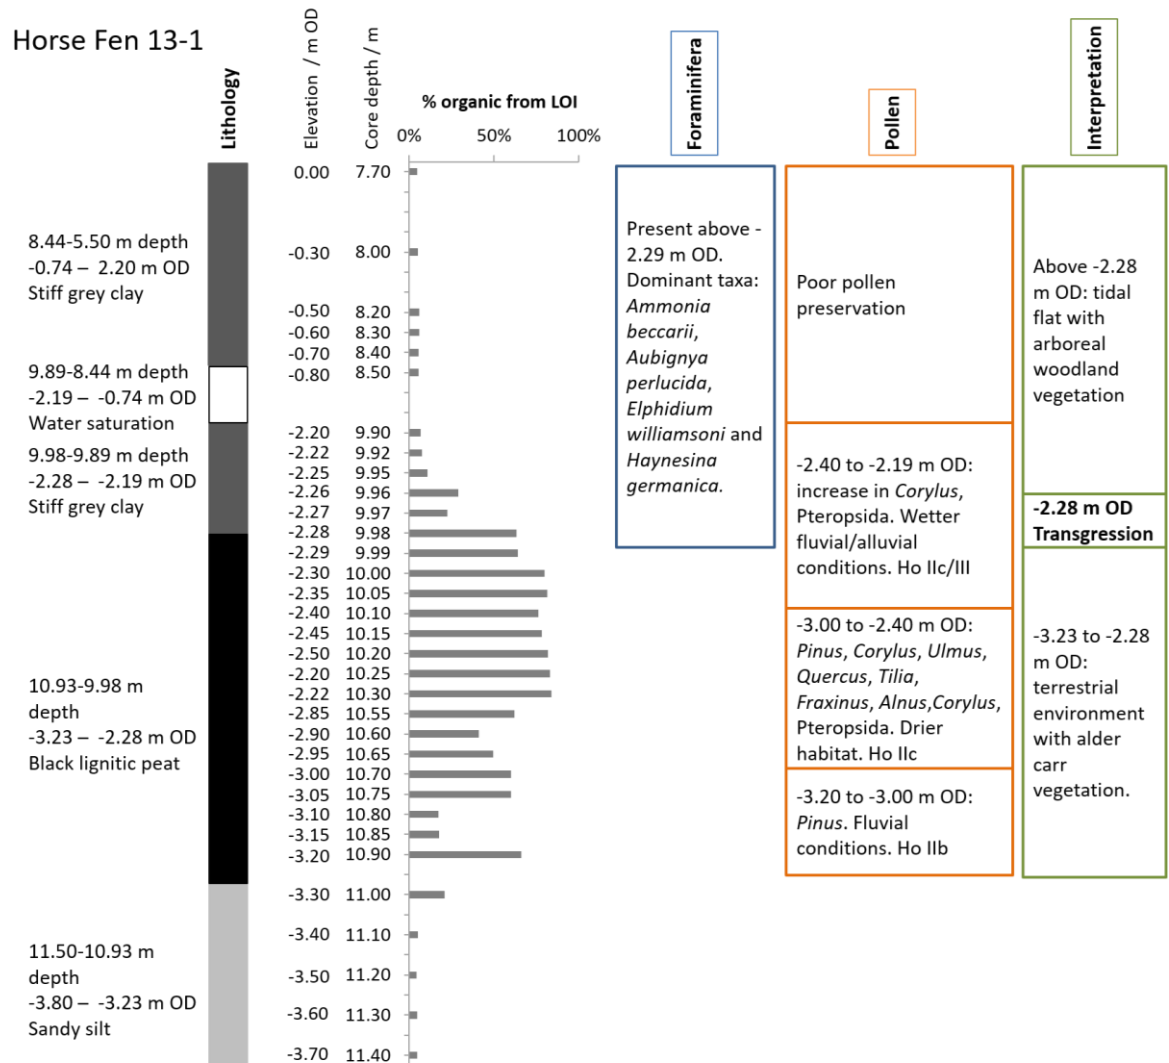 Horse Fen 13-1
Lithology
Elevation / m OD
Core depth / m
% organic from LOI
0% 50% 100%
Foraminifera
Pollen
Interpretation
8.44-5.50 m depth
-0.74 – 2.20 m OD
Stiff grey clay
9.89-8.44 m depth
-2.19 – -0.74 m OD
Water saturation
9.98-9.89 m depth
-2.28 – -2.19 m OD
Stiff grey clay
10.93-9.98 m
depth
-3.23 – -2.28 m OD
Black lignitic peat
11.50-10.93 m
depth
-3.80 – -3.23 m OD
Sandy silt
0.00 7.70
-0.30 8.00
-0.50 8.20
-0.60 8.30
-0.70 8.40
-0.80 8.50
-2.20 9.90
-2.22 9.92
-2.25 9.95
-2.26 9.96
-2.27 9.97
-2.28 9.98
-2.29 9.99
-2.30 10.00
-2.35 10.05
-2.40 10.10
-2.45 10.15
-2.50 10.20
-2.20 10.25
-2.22 10.30
-2.85 10.55
-2.90 10.60
-2.95 10.65
-3.00 10.70
-3.05 10.75
-3.10 10.80
-3.15 10.85
-3.20 10.90
-3.30 11.00
-3.40 11.10
-3.50 11.20
-3.60 11.30
-3.70 11.40
Present above -
2.29 m OD.
Dominant taxa:
Ammonia
beccarii,
Aubignya
perlucida,
Elphidium
williamsoni and
Haynesina
germanica.
Poor pollen
preservation
-2.40 to -2.19 m OD:
increase in Corylus,
Pteropsida. Wetter
fluvial/alluvial
conditions. Ho IIc/III
-3.00 to -2.40 m OD:
Pinus, Corylus, Ulmus,
Quercus, Tilia,
Fraxinus, Alnus,Corylus,
Pteropsida. Drier
habitat. Ho IIc
-3.20 to -3.00 m OD:
Pinus. Fluvial
conditions. Ho IIb
Above -2.28
m OD: tidal
flat with
arboreal
woodland
vegetation
-2.28 m OD
Transgression
-3.23 to -2.28
m OD:
terrestrial
environment
with alder
carr
vegetation.